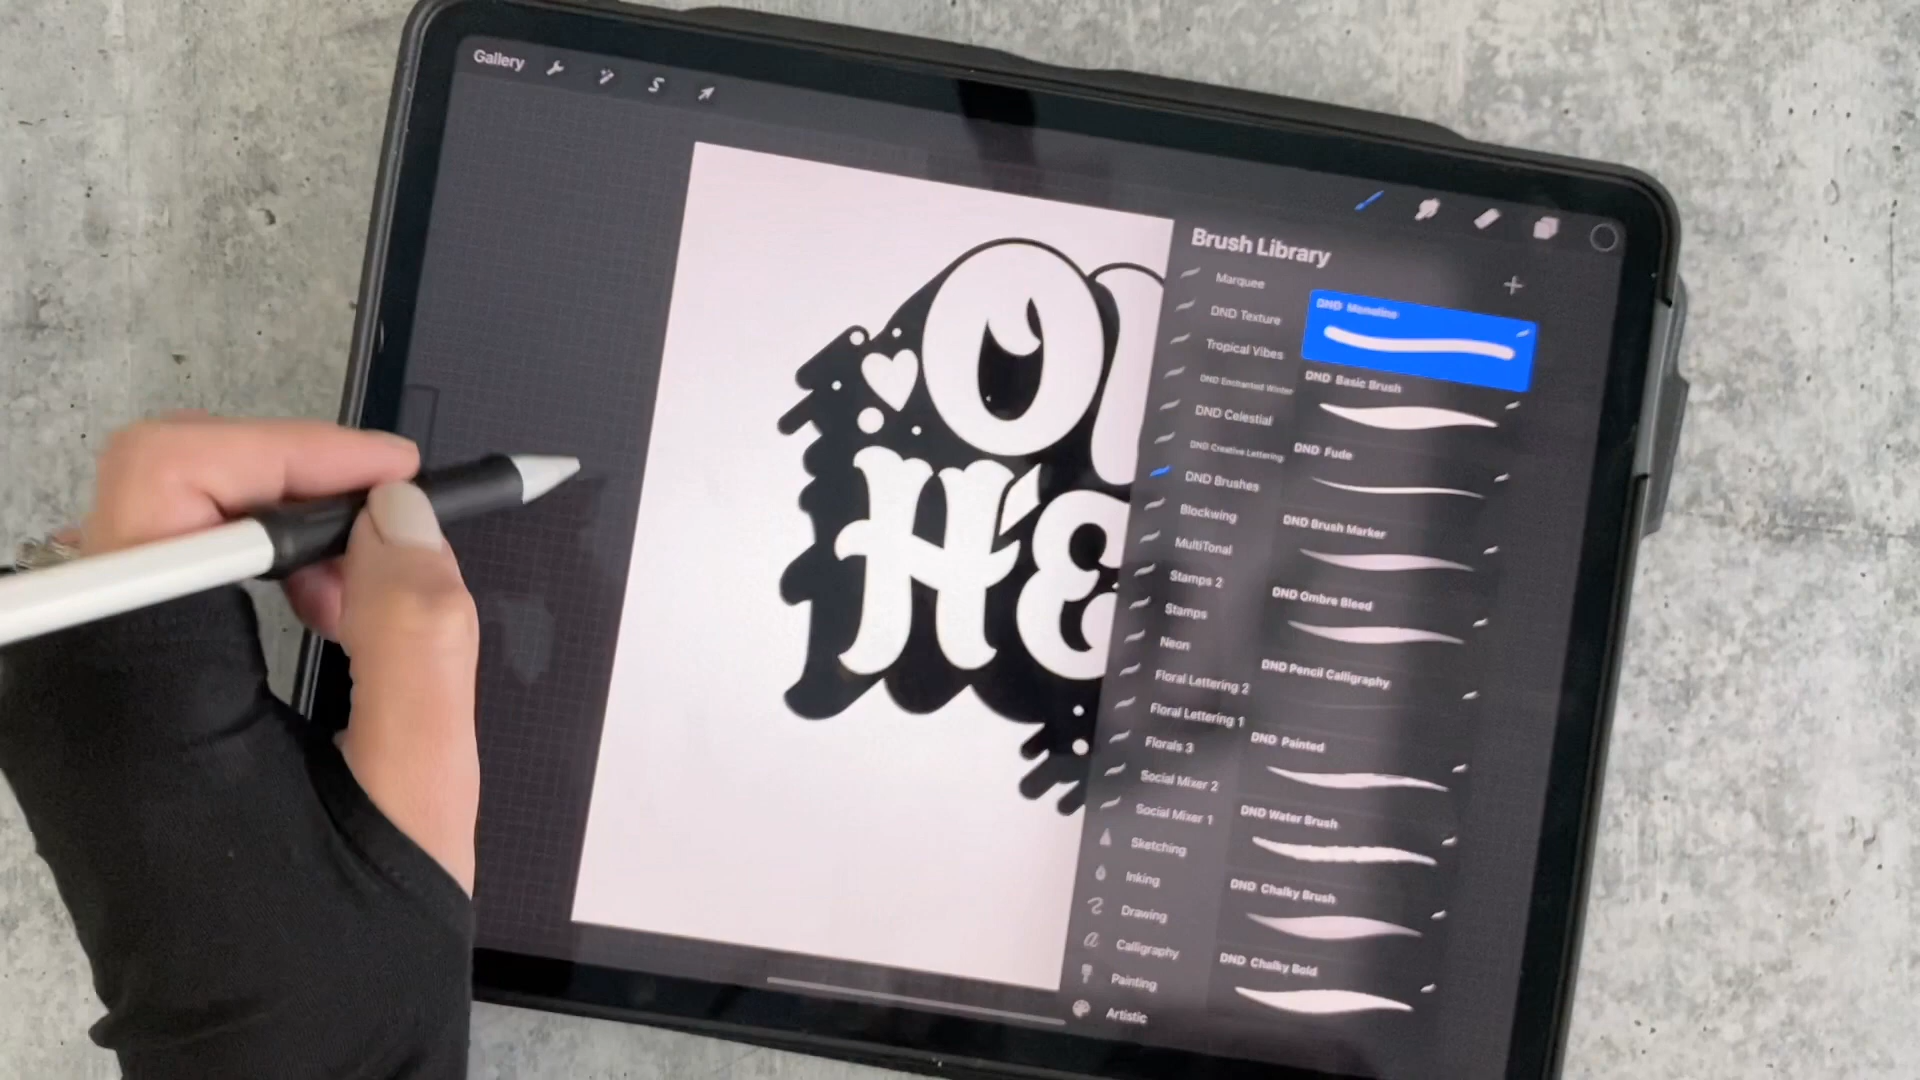 Gallery
Brush Library
Marquee
DND Texture
Tropical Vibes
DND Enchanted Winter
DND Celestial
DND Creative Lettering
DND Brushes
Blockwing
MultiTonal
Stamps 2
Stamps
Neon
Floral Lettering 2
Floral Lettering 1
Florals 3
Social Mixer 2
Social Mixer 1
Sketching
Inking
Drawing
Calligraphy
Painting
Artistic
DND Monoline
DND Basic Brush
DND Fude
DND Brush Marker
DND Ombre Bleed
DND Pencil Calligraphy
DND Painted
DND Water Brush
DND Chalky Brush
DND Chalky Bold
O
HE